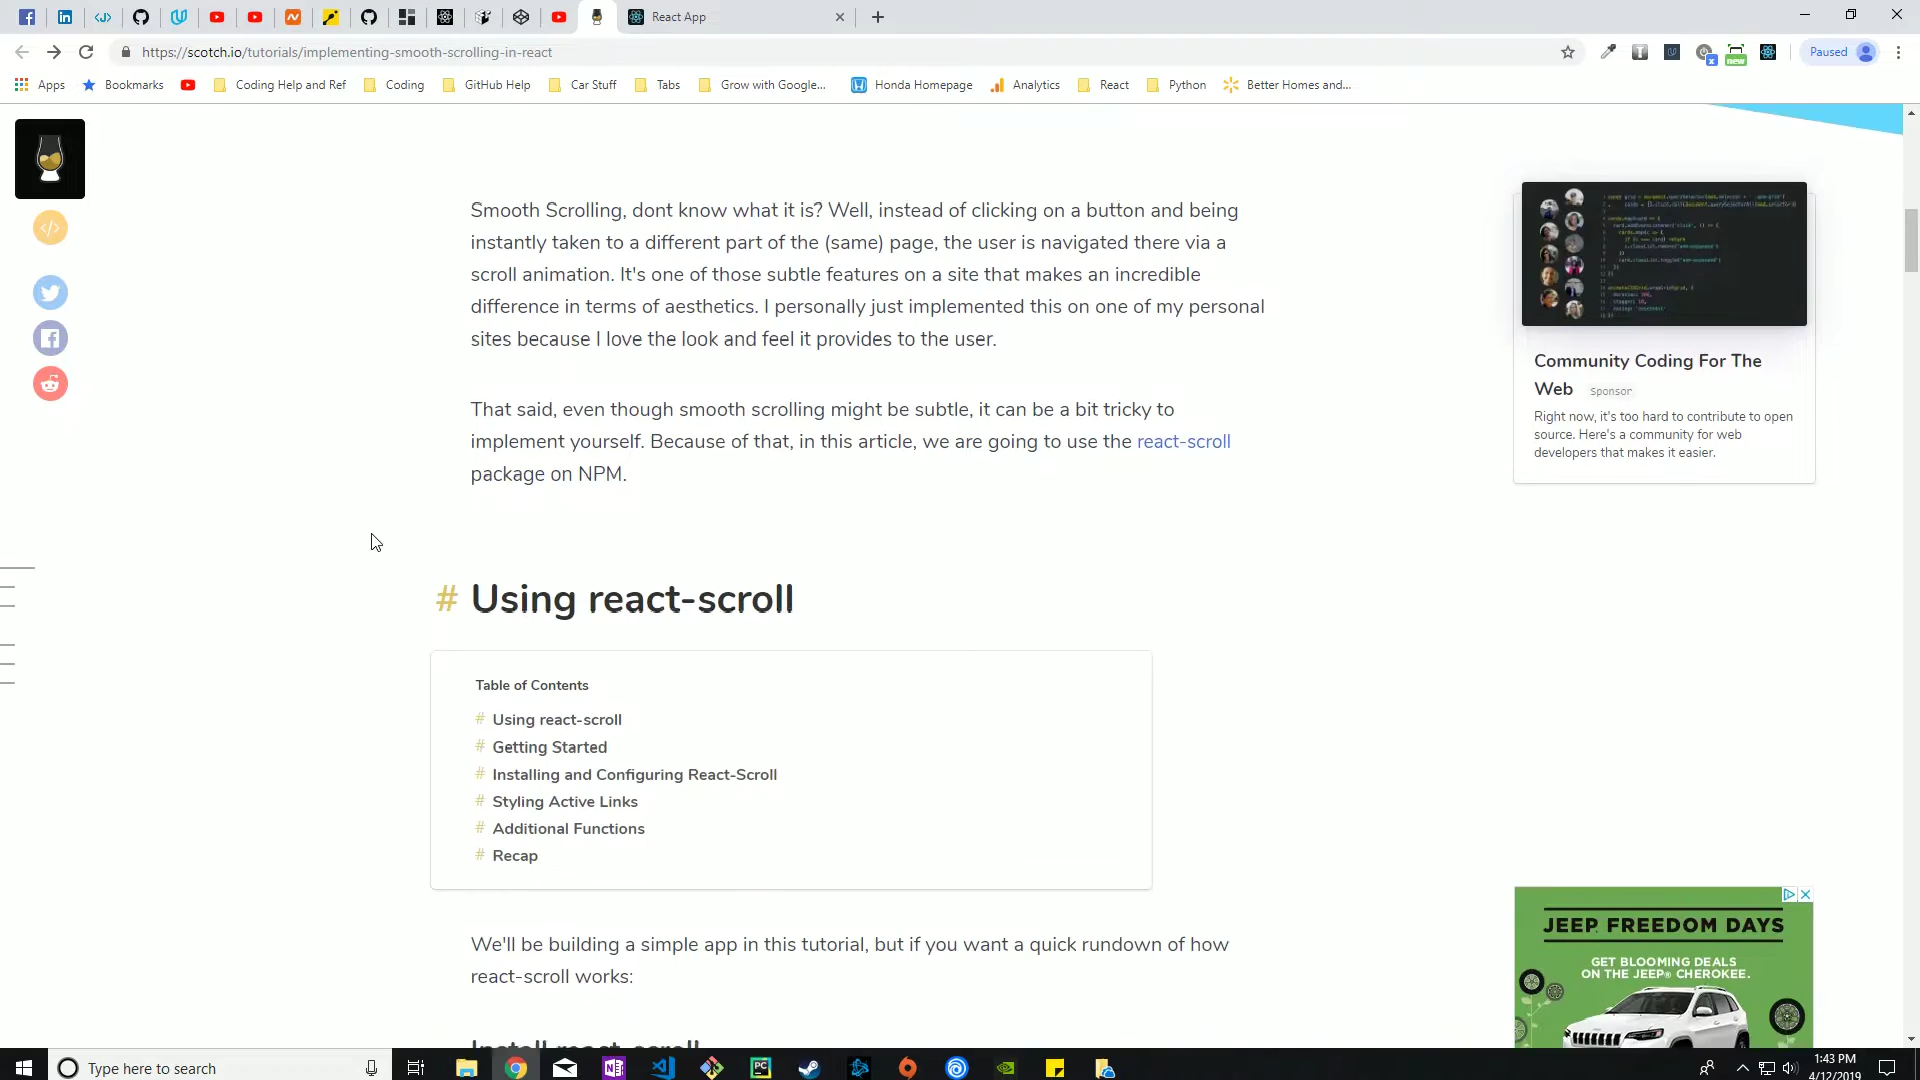 React App
https://scotch.io/tutorials/implementing-smooth-scrolling-in-react
new
Paused
Apps
Bookmarks
Coding Help and Ref
Coding
GitHub Help
Car Stuff
Tabs
Grow with Google...
Honda Homepage
Analytics
React
Python
Better Homes and...
Smooth Scrolling, dont know what it is? Well, instead of clicking on a button and being
instantly taken to a different part of the (same) page, the user is navigated there via a
scroll animation. It's one of those subtle features on a site that makes an incredible
difference in terms of aesthetics. I personally just implemented this on one of my personal
sites because I love the look and feel it provides to the user.
That said, even though smooth scrolling might be subtle, it can be a bit tricky to
implement yourself. Because of that, in this article, we are going to use the react-scroll
package on NPM.
# Using react-scroll
Table of Contents
# Using react-scroll
# Getting Started
# Installing and Configuring React-Scroll
# Styling Active Links
# Additional Functions
# Recap
We'll be building a simple app in this tutorial, but if you want a quick rundown of how
react-scroll works:
Install react-scroll
Community Coding For The
Web Sponsor
Right now, it's too hard to contribute to open
source. Here's a community for web
developers that makes it easier.
JEEP FREEDOM DAYS
GET BLOOMING DEALS
ON THE JEEP® CHEROKEE.
Type here to search
1:43 PM
4/12/2019